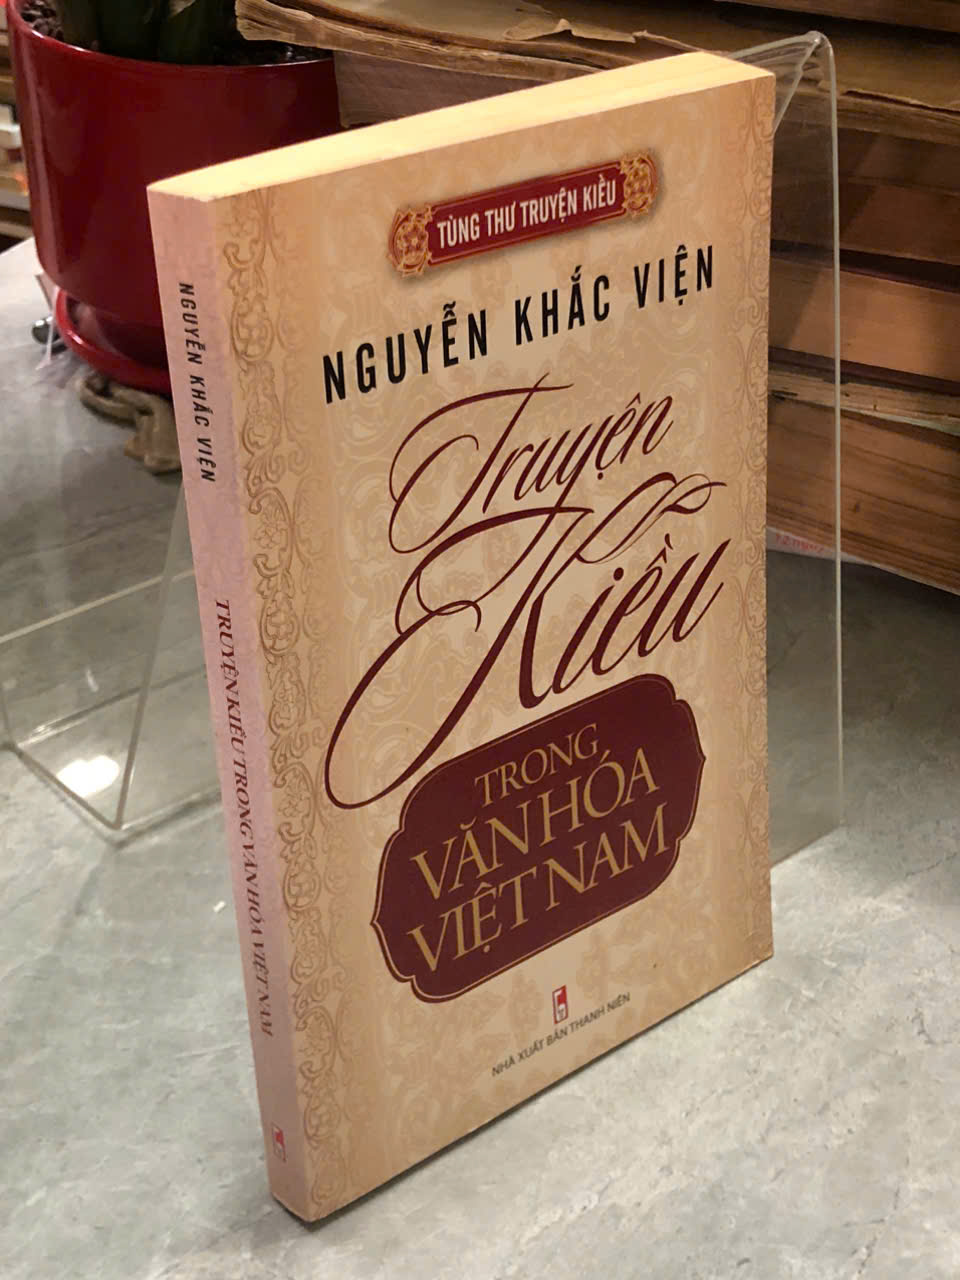 TÙNG THƯ TRUYỆN KIỀU
NGUYỄN KHẮC VIỆN
Truyện
Kiều
TRONG
VĂN HÓA
VIỆT NAM
NHÀ XUẤT BẢN THANH NIÊN
NGUYỄN KHẮC VIỆN
TRUYỆN KIỀU TRONG VĂN HÓA VIỆT NAM